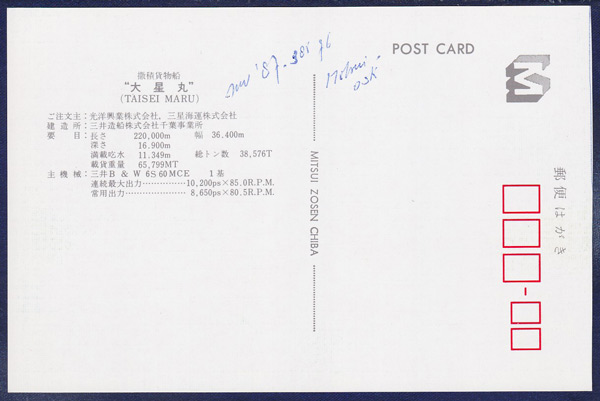 撒積貨物船
“大星丸”
(TAISEI MARU)
ご注文主：光洋興業株式会社，三星海運株式会社
建造所：三井造船株式会社千葉事業所
要目：長さ 220,000m 幅 36.400m
深さ 16.900m
満載吃水 11.349m 総トン数 38,576T
載貨重量 65,799MT
主機械：三井B & W 6S60MCE 1基
連続最大出力……………10,200ps×85.0R.P.M.
常用出力……………… 8,650ps×80.5R.P.M.
'87
POST CARD
MITSUI ZOSEN CHIBA
郵便はがき